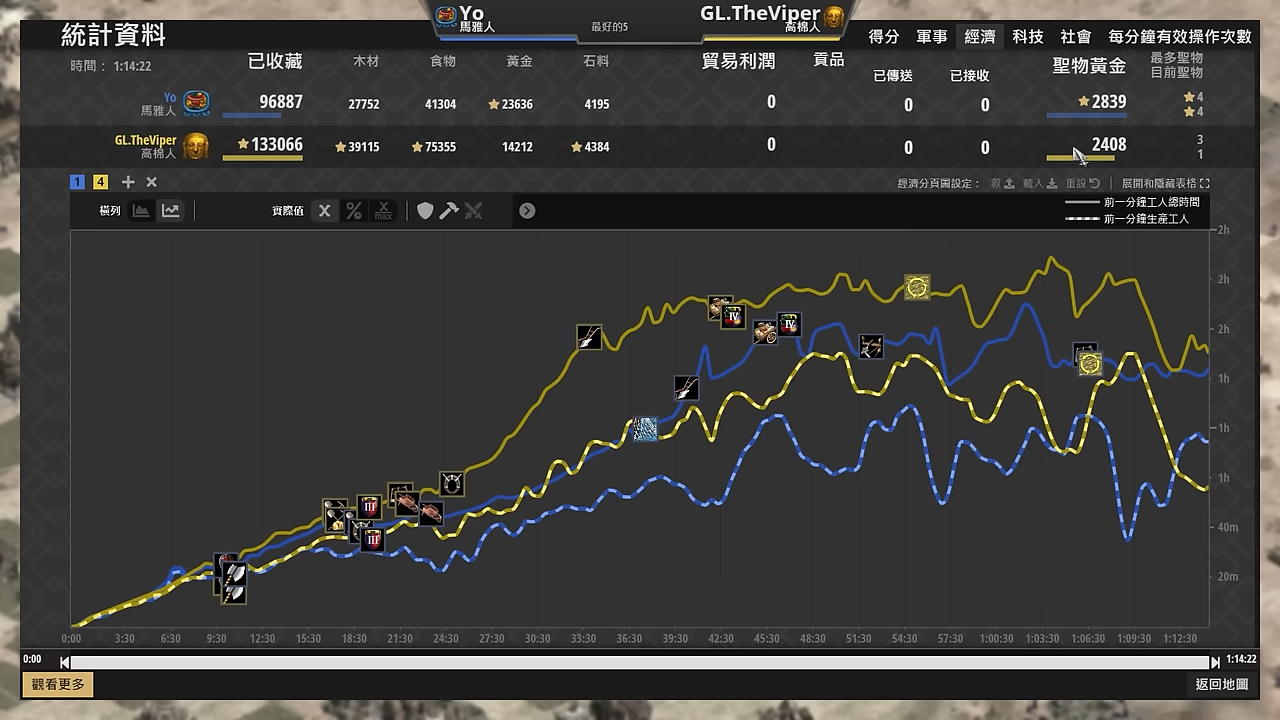 Yo
馬雅人
最好的5
GL.TheViper
高棉人
統計資料
得分 軍事 經濟 科技 社會 每分鐘有效操作次數
時間： 1:14:22
已收藏 木材 食物 黃金 石料 貿易利潤 貢品 已傳送 已接收 聖物黃金 最多聖物
目前聖物
Yo
馬雅人
96887 27752 41304 23636 4195 0 0 0 2839 4
4
GL.TheViper
高棉人
133066 39115 75355 14212 4384 0 0 0 2408 3
1
1 4
經濟分頁圖設定： 載入 重設 | 展開和隱藏表格
橫列 實際值 X % X max
前一分鐘工人總時間
前一分鐘生產工人
2h
2h
2h
1h
1h
1h
40m
20m
IV
IV
III
III
0:00 3:30 6:30 9:30 12:30 15:30 18:30 21:30 24:30 27:30 30:30 33:30 36:30 39:30 42:30 45:30 48:30 51:30 54:30 57:30 1:00:30 1:03:30 1:06:30 1:09:30 1:12:30
0:00 1:14:22
觀看更多 返回地圖